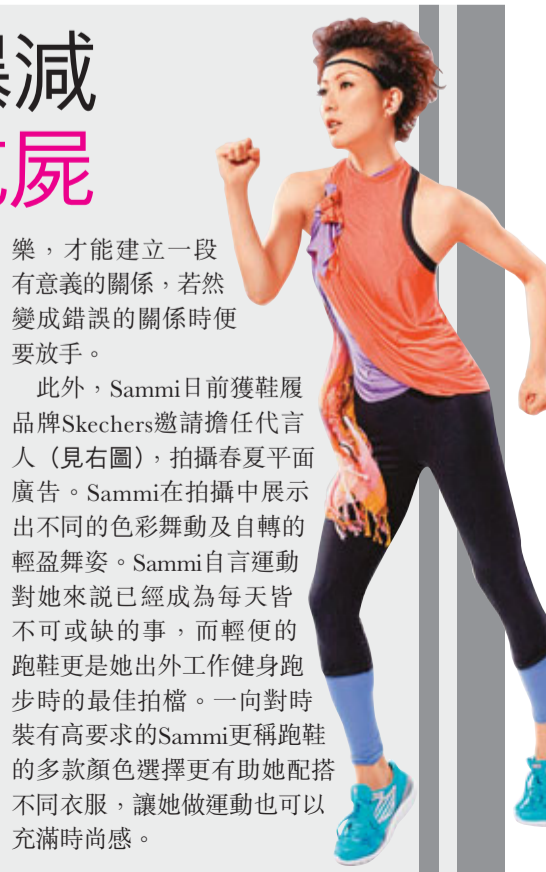 減
屍
樂，才能建立一段
有意義的關係，若然
變成錯誤的關係時便
要放手。
此外，Sammi日前獲鞋履
品牌Skechers邀請擔任代言
人（見右圖），拍攝春夏平面
廣告。Sammi在拍攝中展示
出不同的色彩舞動及自轉的
輕盈舞姿。Sammi自言運動
對她來說已經成為每天皆
不可或缺的事，而輕便的
跑鞋更是她出外工作健身跑
步時的最佳拍檔。一向對時
裝有高要求的Sammi更稱跑鞋
的多款顏色選擇更有助她配搭
不同衣服，讓她做運動也可以
充滿時尚感。